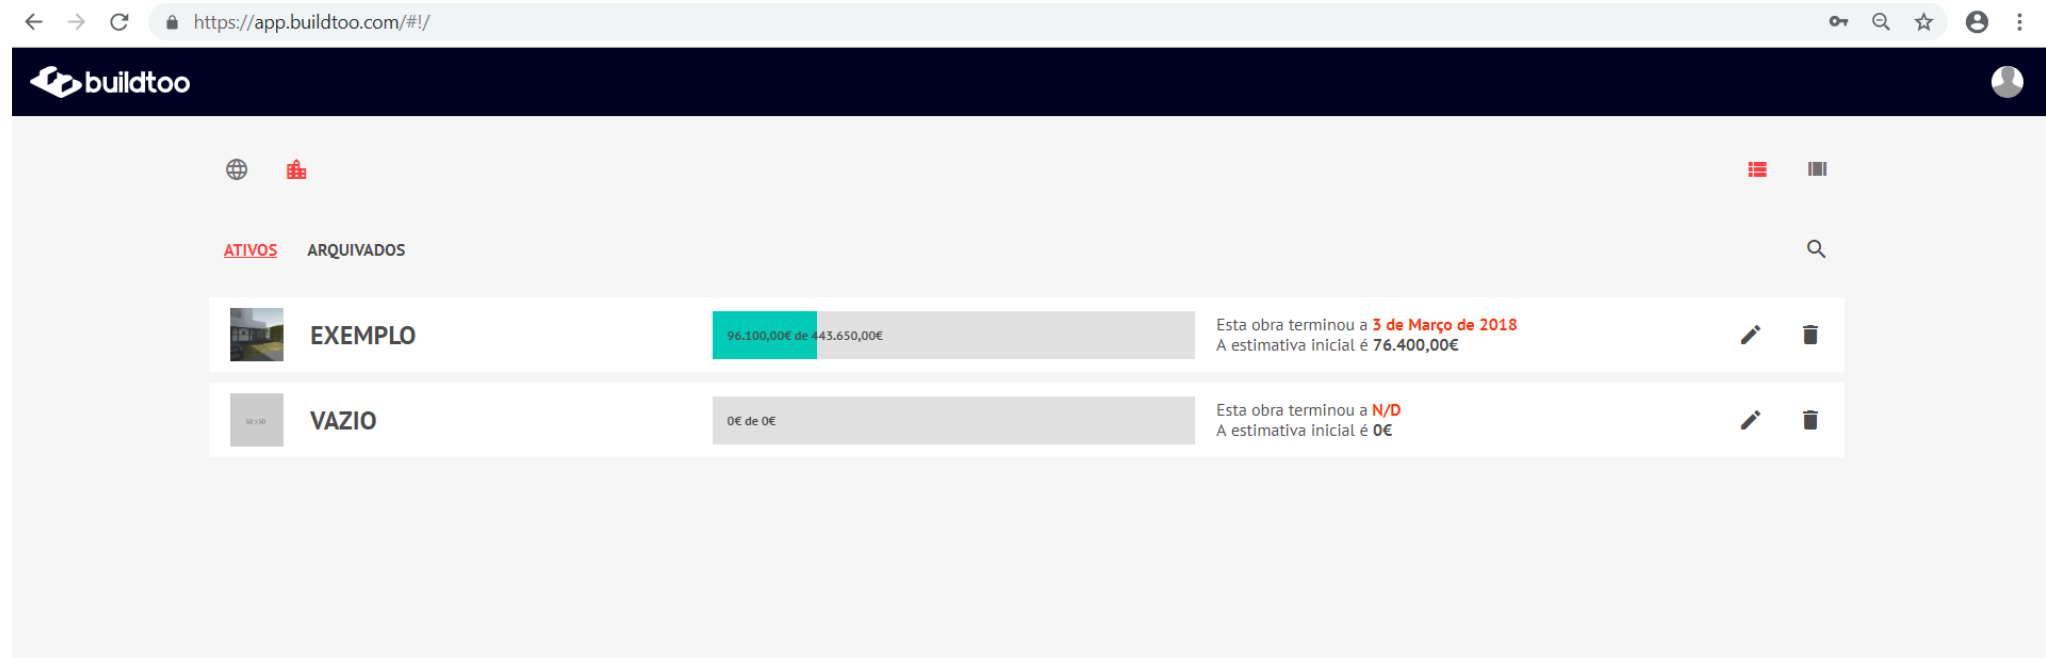 https://app.buildtoo.com/#!/
buildtoo
ATIVOS ARQUIVADOS
EXEMPLO
96.100,00€ de 443.650,00€
Esta obra terminou a 3 de Março de 2018
A estimativa inicial é 76.400,00€
50 x 50
VAZIO
0€ de 0€
Esta obra terminou a N/D
A estimativa inicial é 0€